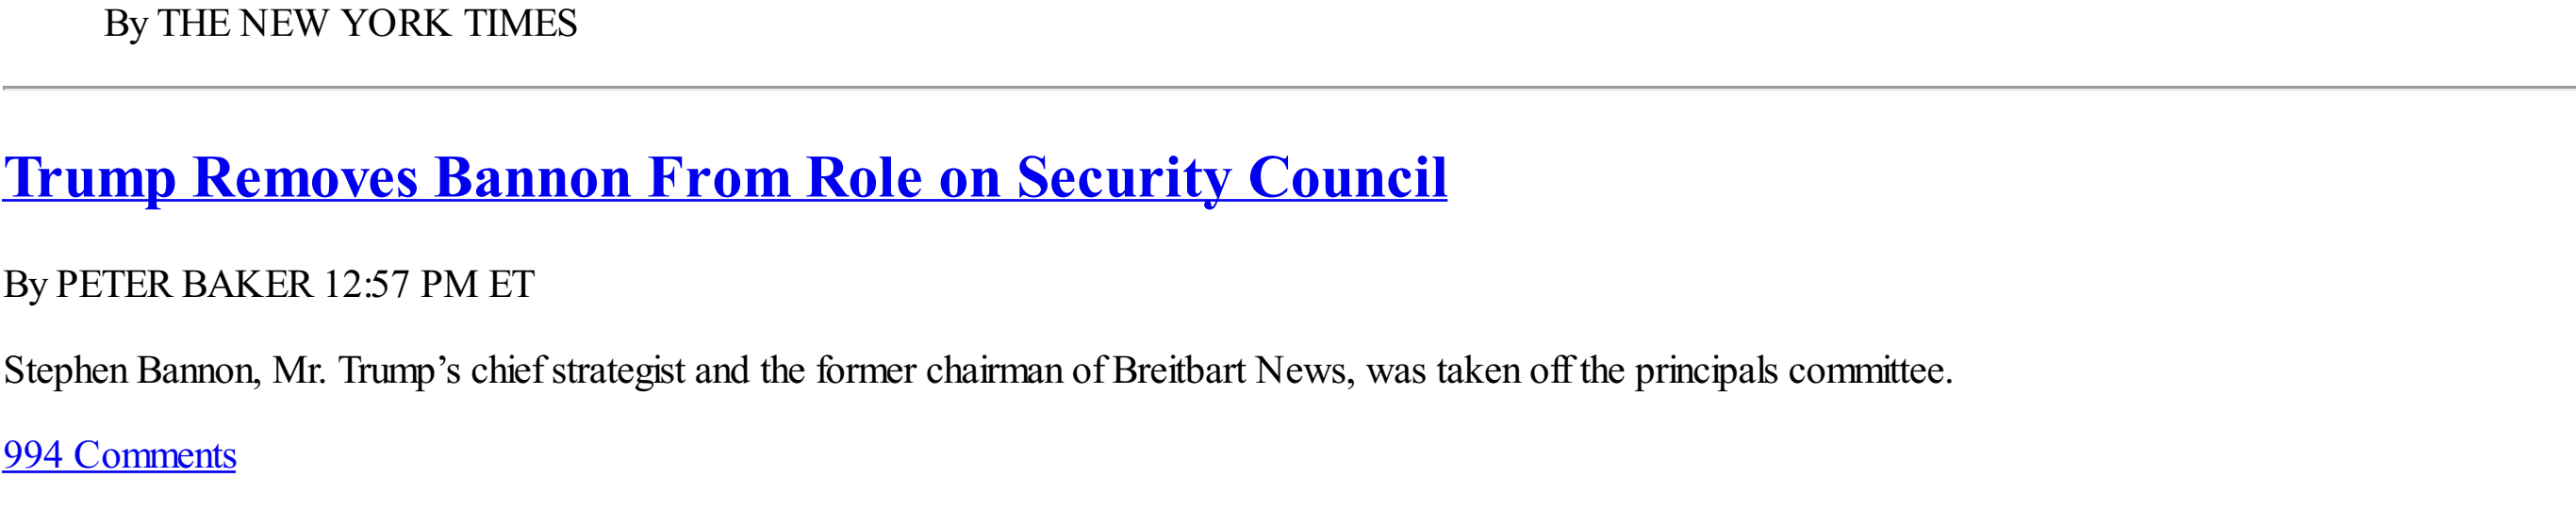 By THE NEW YORK TIMES
Trump Removes Bannon From Role on Security Council
By PETER BAKER 12:57 PM ET
Stephen Bannon, Mr. Trump’s chief strategist and the former chairman of Breitbart News, was taken off the principals committee.
994 Comments